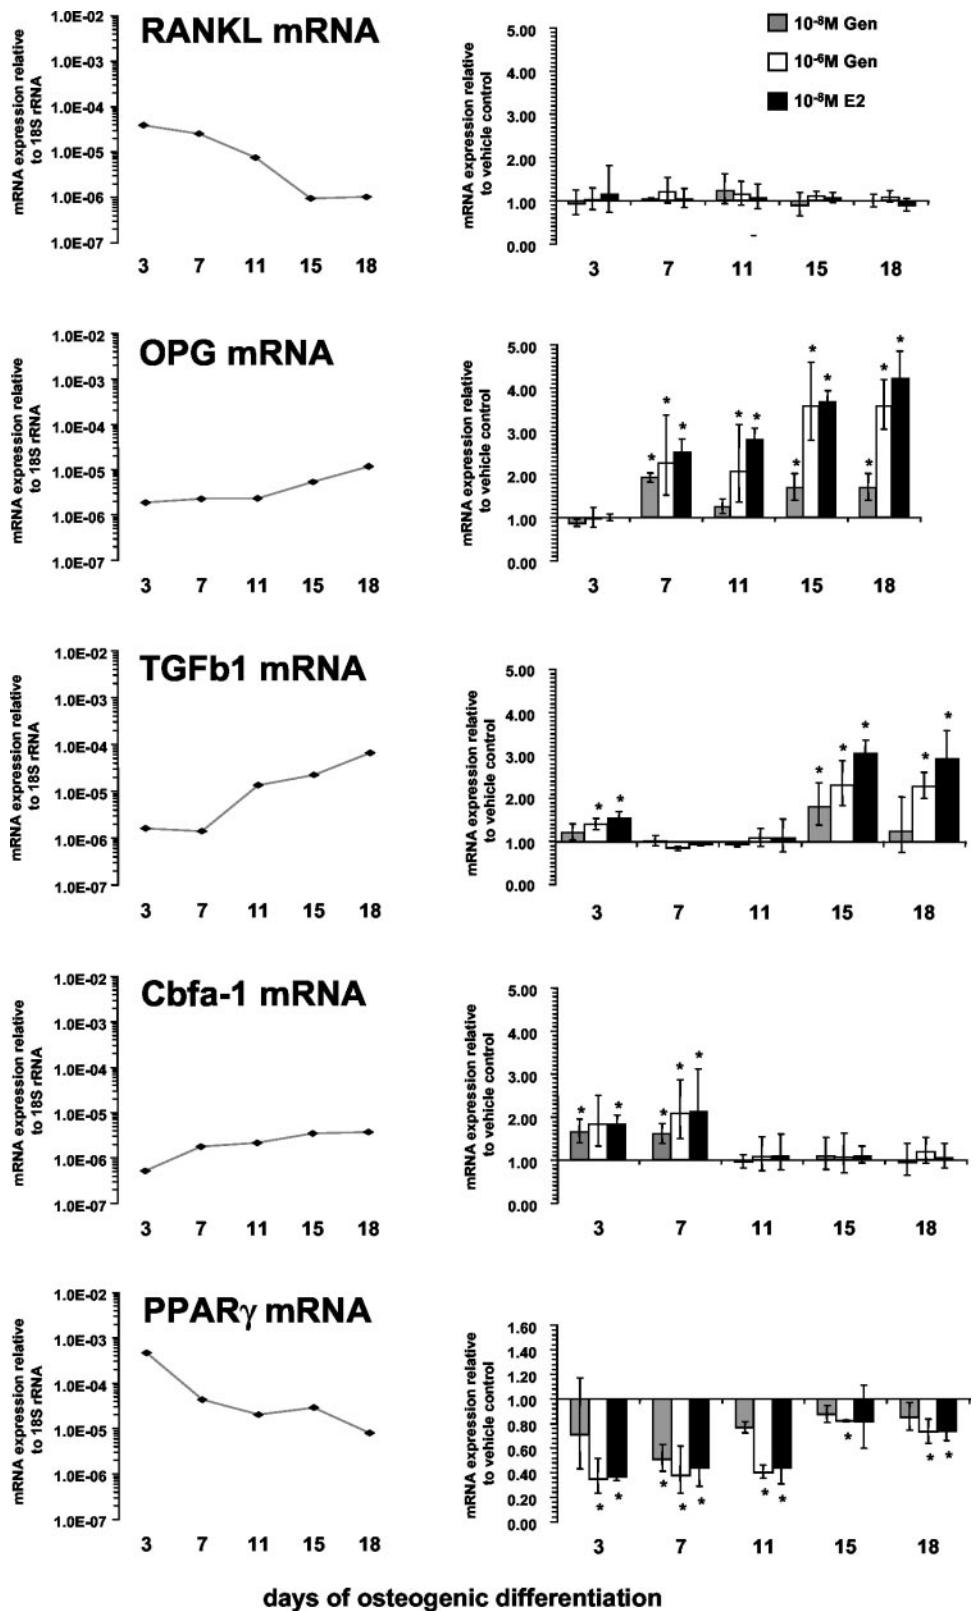 RANKL mRNA
mRNA expression relative
to 18S rRNA
1.0E-02
1.0E-03
1.0E-04
1.0E-05
1.0E-06
1.0E-07
3 7 11 15 18
mRNA expression relative
to vehicle control
5.00
4.00
3.00
2.00
1.00
0.00
3 7 11 15 18
10⁻⁸M Gen
10⁻⁶M Gen
10⁻⁸M E2
OPG mRNA
mRNA expression relative
to 18S rRNA
1.0E-02
1.0E-03
1.0E-04
1.0E-05
1.0E-06
1.0E-07
3 7 11 15 18
mRNA expression relative
to vehicle control
5.00
4.00
3.00
2.00
1.00
0.00
* * * * * * * * * * *
3 7 11 15 18
TGFb1 mRNA
mRNA expression relative
to 18S rRNA
1.0E-02
1.0E-03
1.0E-04
1.0E-05
1.0E-06
1.0E-07
3 7 11 15 18
mRNA expression relative
to vehicle control
5.00
4.00
3.00
2.00
1.00
0.00
* * * * * * *
3 7 11 15 18
Cbfa-1 mRNA
mRNA expression relative
to 18S rRNA
1.0E-02
1.0E-03
1.0E-04
1.0E-05
1.0E-06
1.0E-07
3 7 11 15 18
mRNA expression relative
to vehicle control
5.00
4.00
3.00
2.00
1.00
0.00
* * * * *
3 7 11 15 18
PPARγ mRNA
mRNA expression relative
to 18S rRNA
1.0E-02
1.0E-03
1.0E-04
1.0E-05
1.0E-06
1.0E-07
3 7 11 15 18
mRNA expression relative
to vehicle control
1.60
1.40
1.20
1.00
0.80
0.60
0.40
0.20
0.00
* * * * * * * * * *
3 7 11 15 18
days of osteogenic differentiation